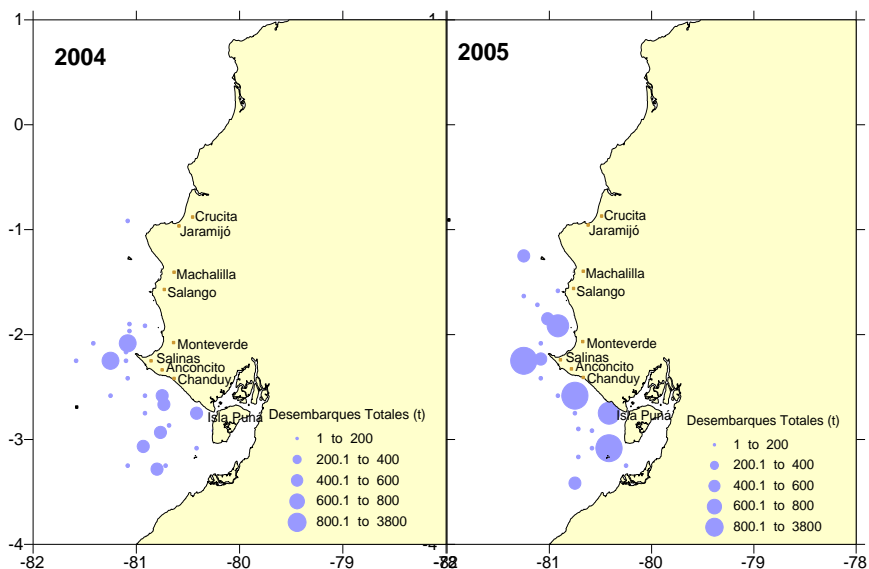 2004
1
0
-1
-2
-3
-4
Crucita
Jaramijó
Machalilla
Salango
Monteverde
Salinas
Anconcito
Chanduy
Isla Puná
Desembarques Totales (t)
1 to 200
200.1 to 400
400.1 to 600
600.1 to 800
800.1 to 3800
-82
-81
-80
-79
2005
Crucita
Jaramijó
Machalilla
Salango
Monteverde
Salinas
Anconcito
Chanduy
Isla Puná
Desembarques Totales (t)
1 to 200
200.1 to 400
400.1 to 600
600.1 to 800
800.1 to 3800
-81
-80
-79
-78